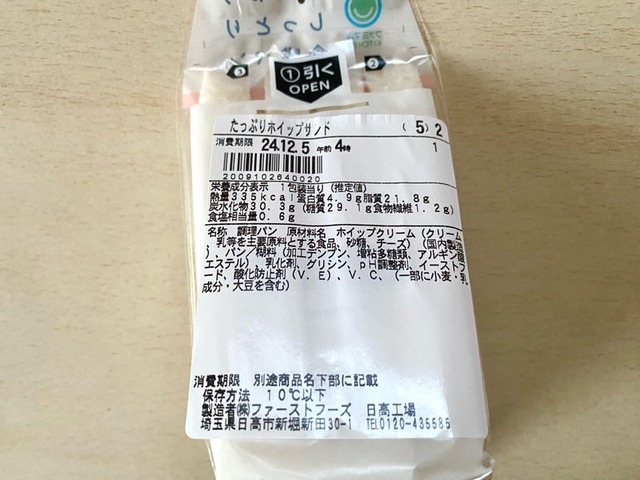 しっとり
ファミマル
KITCHEN
③
②
①引く
OPEN
たっぷりホイップサンド
(5)2
消費期限 24.12.5 午前 4時
1
2009102640020
栄養成分表示 1包装当り(推定値)
熱量335kcal蛋白質4.9g脂質21.8g
炭水化物30.3g(糖質29.1g食物繊維1.2g)
食塩相当量0.6g
名称 調理パン 原材料名 ホイップクリーム(クリーム
、乳等を主要原料とする食品、砂糖、チーズ)(国内製造
)、パン/糊料(加工デンプン、増粘多糖類、アルギン酸
エステル)、乳化剤、グリシン、pH調整剤、イーストフ
ード、酸化防止剤(V.E)、V.C、(一部に小麦・乳
成分・大豆を含む)
消費期限 別途商品名下部に記載
保存方法 10℃以下
製造者㈱ファーストフーズ 日高工場
埼玉県日高市新堀新田30-1 TEL0120-435585